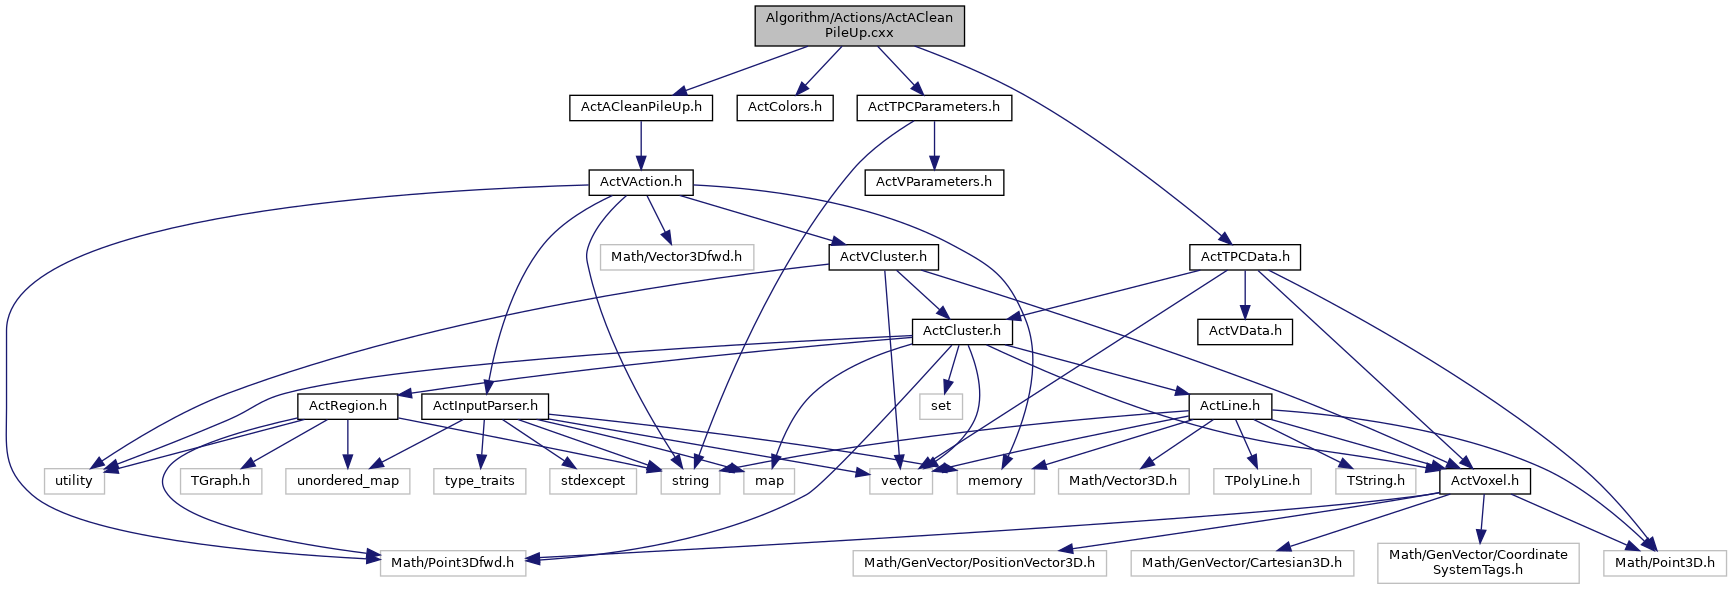 Algorithm/Actions/ActAClean
PileUp.cxx
ActACleanPileUp.h
ActColors.h
ActTPCParameters.h
ActVAction.h
ActVParameters.h
Math/Vector3Dfwd.h
ActVCluster.h
ActTPCData.h
ActCluster.h
ActVData.h
ActRegion.h
ActInputParser.h
set
ActLine.h
utility
TGraph.h
unordered_map
type_traits
stdexcept
string
map
vector
memory
Math/Vector3D.h
TPolyLine.h
TString.h
ActVoxel.h
Math/Point3Dfwd.h
Math/GenVector/PositionVector3D.h
Math/GenVector/Cartesian3D.h
Math/GenVector/Coordinate
SystemTags.h
Math/Point3D.h